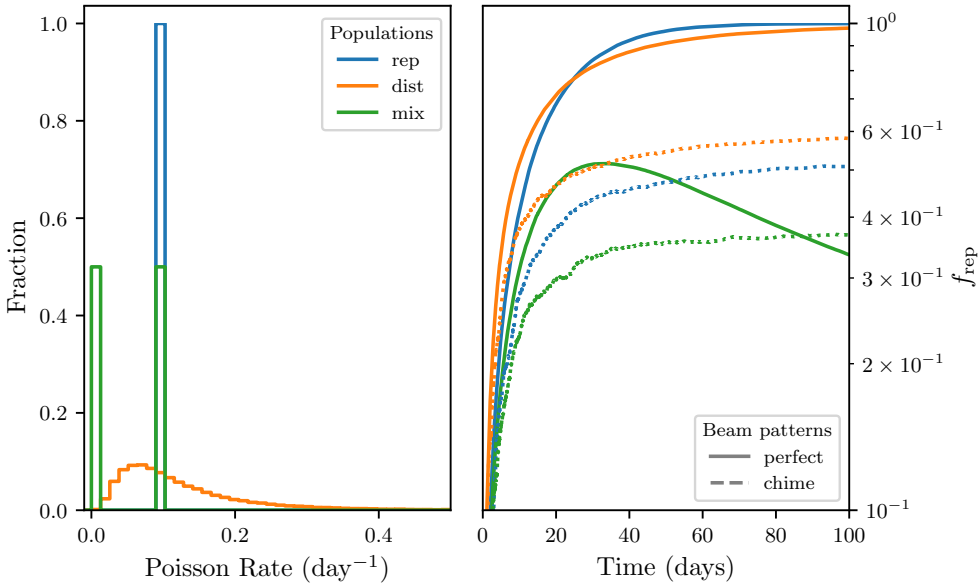 1.0
0.8
0.6
0.4
0.2
0.0
Fraction
0.0
0.2
0.4
Poisson Rate (day⁻¹)
Populations
rep
dist
mix
10⁰
6 × 10⁻¹
4 × 10⁻¹
3 × 10⁻¹
2 × 10⁻¹
10⁻¹
f_rep
0
20
40
60
80
100
Time (days)
Beam patterns
perfect
chime